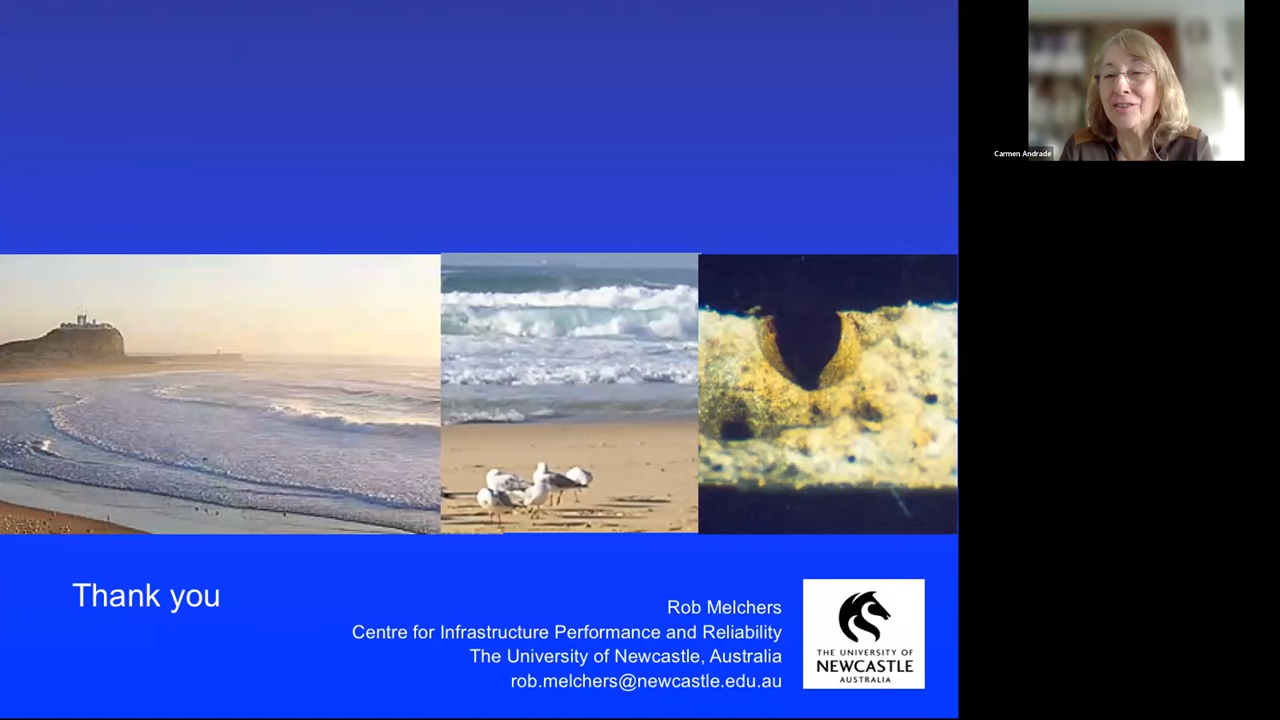 Carmen Andrade
Thank you
Rob Melchers
Centre for Infrastructure Performance and Reliability
The University of Newcastle, Australia
rob.melchers@newcastle.edu.au
THE UNIVERSITY OF
NEWCASTLE
AUSTRALIA